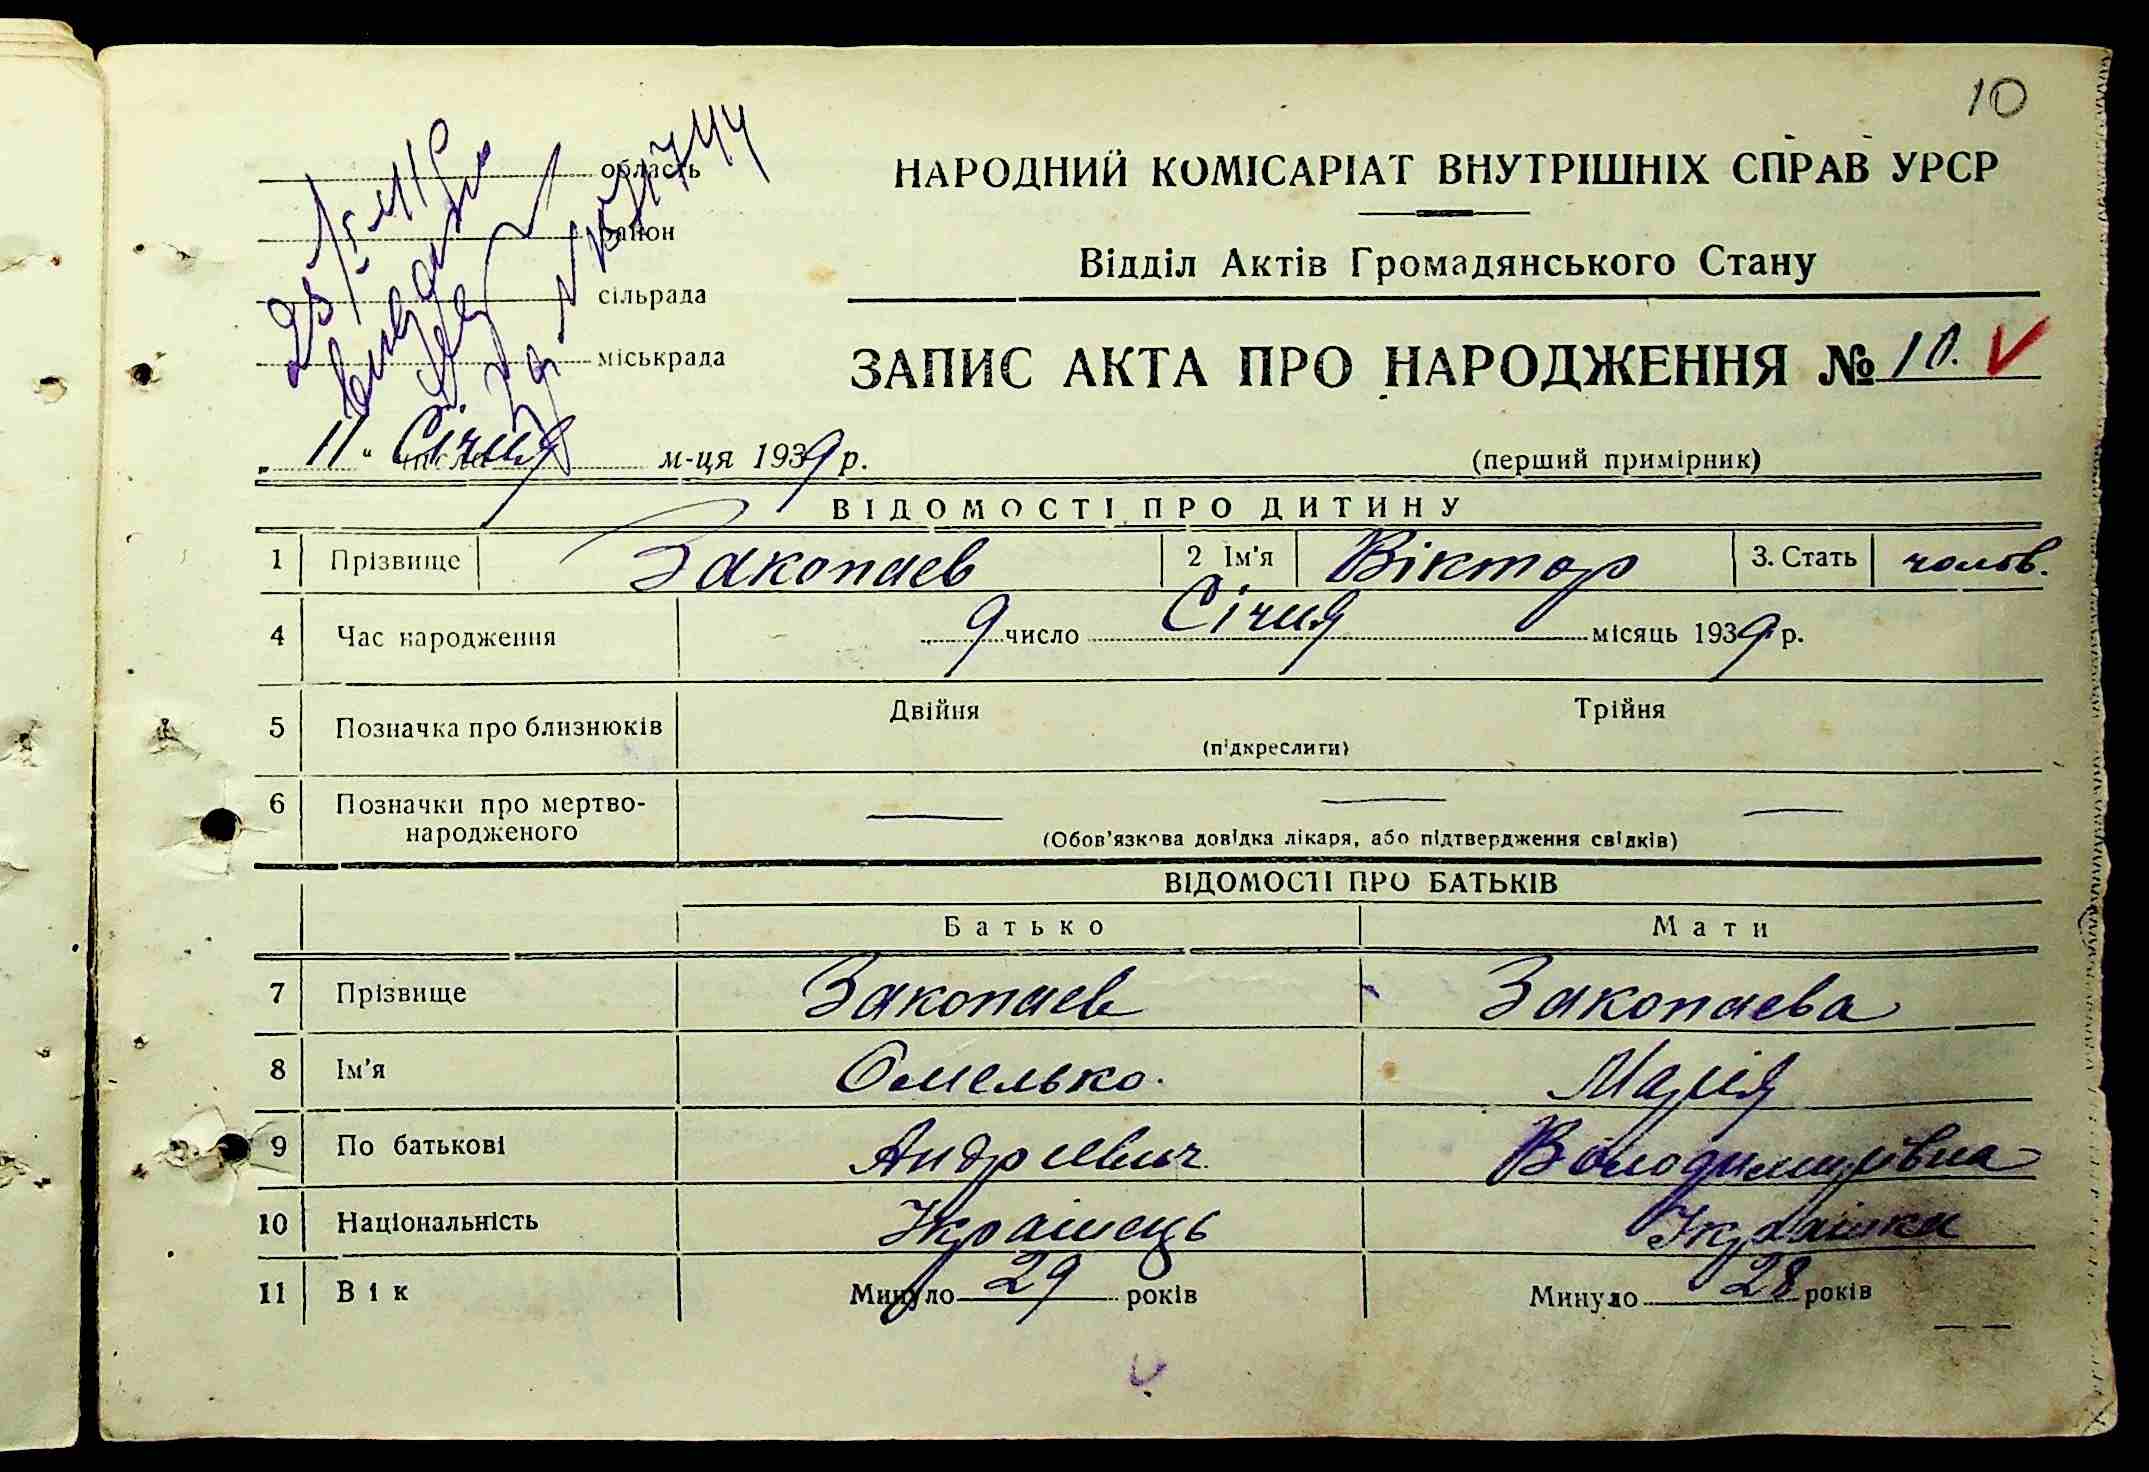 10
область
район
сільрада
міськрада
НАРОДНИЙ КОМІСАРІАТ ВНУТРІШНІХ СПРАВ УРСР
Відділ Актів Громадянського Стану
ЗАПИС АКТА ПРО НАРОДЖЕННЯ № 10. V
„ 11 “ Січня м-ця 1939 р.
(перший примірник)
ВІДОМОСТІ ПРО ДИТИНУ
1 Прізвище Закопаєв 2 Ім'я Віктор 3. Стать чолов.
4 Час народження 9 число Січня місяць 1939 р.
5 Позначка про близнюків Двійня Трійня
(підкреслити)
6 Позначки про мертво-
народженого
(Обов'язкова довідка лікаря, або підтвердження свідків)
ВІДОМОСТІ ПРО БАТЬКІВ
Батько Мати
7 Прізвище Закопаєв Закопаєва
8 Ім'я Омелько. Марія
9 По батькові Андрієвич Володимирівна
10 Національність Українець Українка
11 Вік Минуло 29 років Минуло 28 років